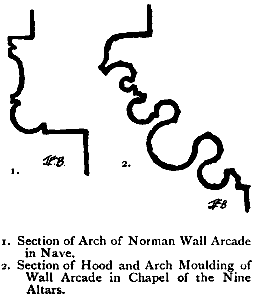 1.
2.
1. Section of Arch of Norman Wall Arcade
in Nave.
2. Section of Hood and Arch Moulding of
Wall Arcade in Chapel of the Nine
Altars.